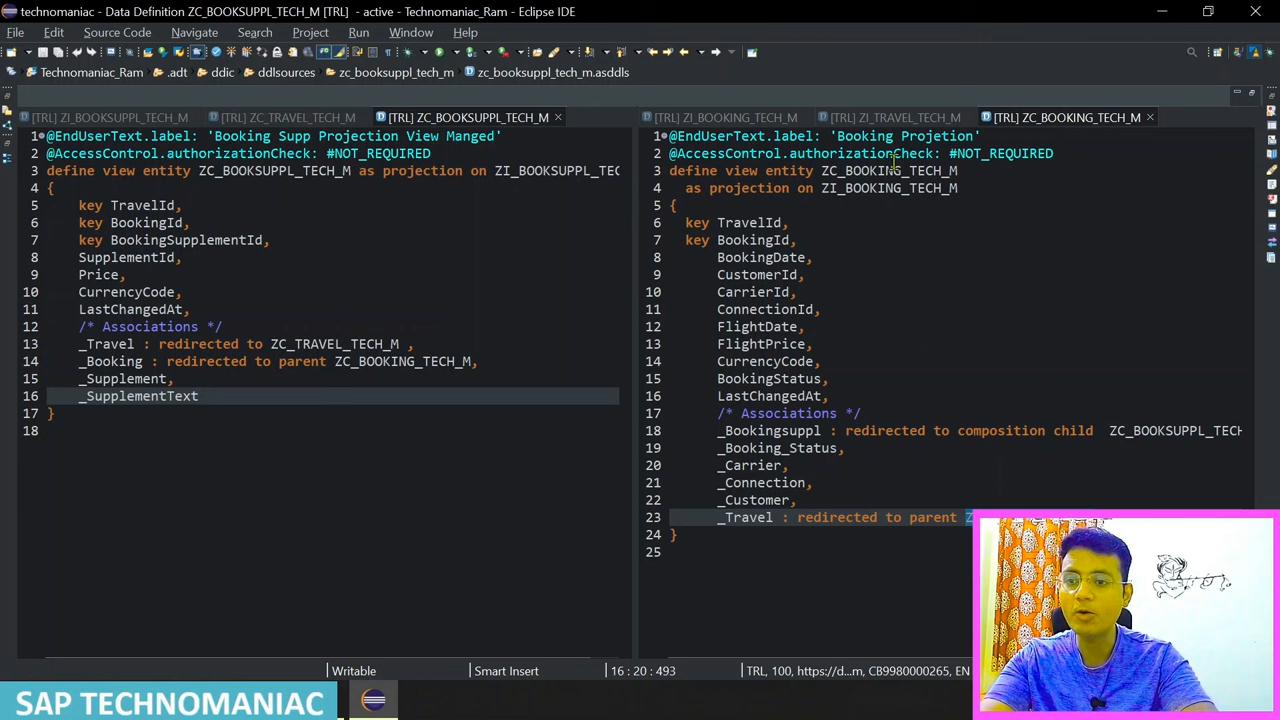 technomaniac - Data Definition ZC_BOOKSUPPL_TECH_M [TRL] - active - Technomaniac_Ram - Eclipse IDE
File Edit Source Code Navigate Search Project Run Window Help
Technomaniac_Ram .adt ddic ddlsources zc_booksuppl_tech_m zc_booksuppl_tech_m.asddls
[TRL] ZI_BOOKSUPPL_TECH_M [TRL] ZC_TRAVEL_TECH_M [TRL] ZC_BOOKSUPPL_TECH_M
1 @EndUserText.label: 'Booking Supp Projection View Manged'
2 @AccessControl.authorizationCheck: #NOT_REQUIRED
3 define view entity ZC_BOOKSUPPL_TECH_M as projection on ZI_BOOKSUPPL_TEC
4 {
5 key TravelId,
6 key BookingId,
7 key BookingSupplementId,
8 SupplementId,
9 Price,
10 CurrencyCode,
11 LastChangedAt,
12 /* Associations */
13 _Travel : redirected to ZC_TRAVEL_TECH_M ,
14 _Booking : redirected to parent ZC_BOOKING_TECH_M,
15 _Supplement,
16 _SupplementText
17 }
18
[TRL] ZI_BOOKING_TECH_M [TRL] ZI_TRAVEL_TECH_M [TRL] ZC_BOOKING_TECH_M
1 @EndUserText.label: 'Booking Projetion'
2 @AccessControl.authorizationCheck: #NOT_REQUIRED
3 define view entity ZC_BOOKING_TECH_M
4 as projection on ZI_BOOKING_TECH_M
5 {
6 key TravelId,
7 key BookingId,
8 BookingDate,
9 CustomerId,
10 CarrierId,
11 ConnectionId,
12 FlightDate,
13 FlightPrice,
14 CurrencyCode,
15 BookingStatus,
16 LastChangedAt,
17 /* Associations */
18 _Bookingsuppl : redirected to composition child ZC_BOOKSUPPL_TECH
19 _Booking_Status,
20 _Carrier,
21 _Connection,
22 _Customer,
23 _Travel : redirected to parent Z
24 }
25
Writable Smart Insert 16 : 20 : 493 TRL, 100, https://d...m, CB9980000265, EN
SAP TECHNOMANIAC